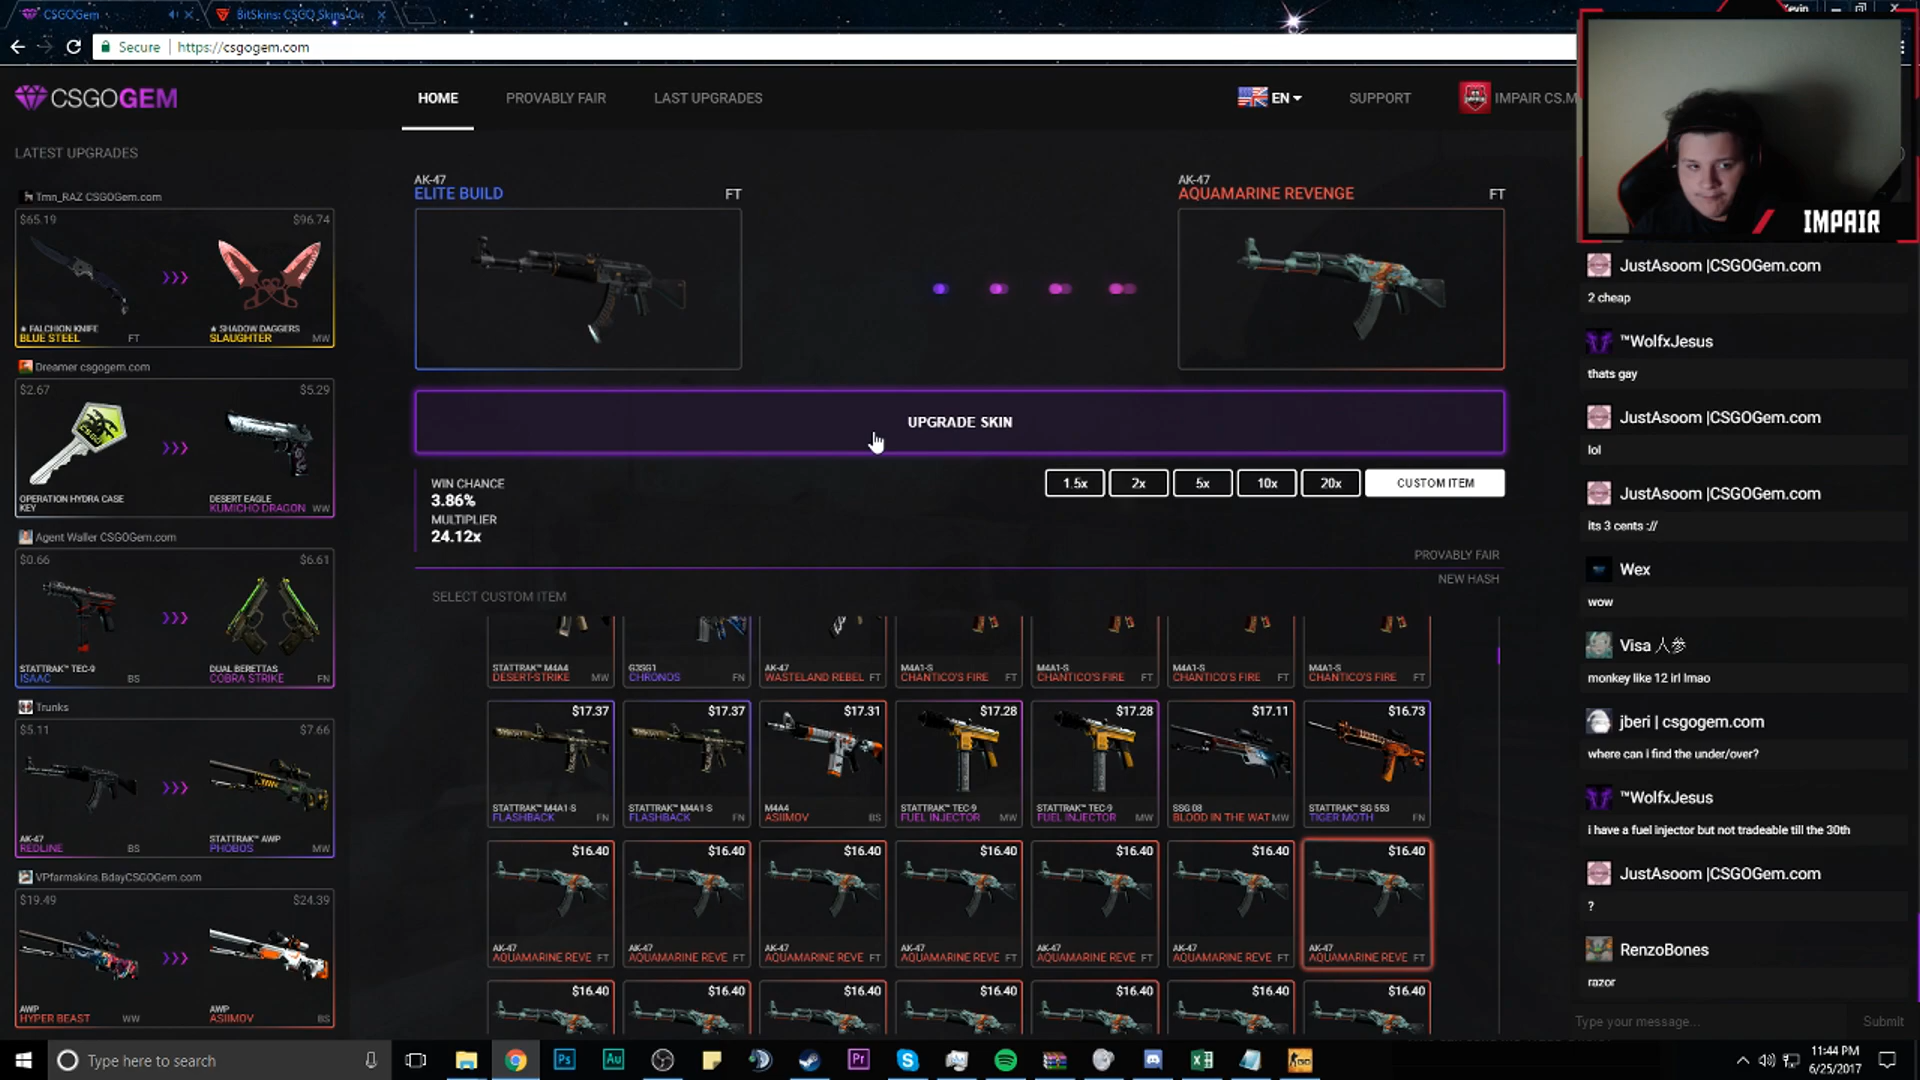 CSGOGem
BitSkins: CSGO Skins On
Kevin
Secure
https://csgogem.com
CSGOGEM
HOME
PROVABLY FAIR
LAST UPGRADES
EN
SUPPORT
IMPAIR CS.M
LATEST UPGRADES
Tmn_RAZ CSGOGem.com
$65.19
$96.74
★ FALCHION KNIFE
BLUE STEEL
FT
★ SHADOW DAGGERS
SLAUGHTER
MW
Dreamer csgogem.com
$2.67
$5.29
OPERATION HYDRA CASE
KEY
DESERT EAGLE
KUMICHO DRAGON
WW
Agent Waller CSGOGem.com
$0.66
$6.61
STATTRAK™ TEC-9
ISAAC
BS
DUAL BERETTAS
COBRA STRIKE
FN
Trunks
$5.11
$7.66
AK-47
REDLINE
BS
STATTRAK™ AWP
PHOBOS
MW
VPfarmskins.BdayCSGOGem.com
$19.49
$24.39
AWP
HYPER BEAST
WW
AWP
ASIIMOV
BS
AK-47
ELITE BUILD
FT
AK-47
AQUAMARINE REVENGE
FT
UPGRADE SKIN
WIN CHANCE
3.86%
MULTIPLIER
24.12x
1.5x
2x
5x
10x
20x
CUSTOM ITEM
PROVABLY FAIR
NEW HASH
SELECT CUSTOM ITEM
STATTRAK™ M4A4
DESERT-STRIKE
MW
G3SG1
CHRONOS
FN
AK-47
WASTELAND REBEL
FT
M4A1-S
CHANTICO'S FIRE
FT
M4A1-S
CHANTICO'S FIRE
FT
M4A1-S
CHANTICO'S FIRE
FT
M4A1-S
CHANTICO'S FIRE
FT
$17.37
STATTRAK™ M4A1-S
FLASHBACK
FN
$17.37
STATTRAK™ M4A1-S
FLASHBACK
FN
$17.31
M4A4
ASIIMOV
BS
$17.28
STATTRAK™ TEC-9
FUEL INJECTOR
MW
$17.28
STATTRAK™ TEC-9
FUEL INJECTOR
MW
$17.11
SSG 08
BLOOD IN THE WAT
MW
$16.73
STATTRAK™ SG 553
TIGER MOTH
FN
$16.40
AK-47
AQUAMARINE REVE
FT
$16.40
AK-47
AQUAMARINE REVE
FT
$16.40
AK-47
AQUAMARINE REVE
FT
$16.40
AK-47
AQUAMARINE REVE
FT
$16.40
AK-47
AQUAMARINE REVE
FT
$16.40
AK-47
AQUAMARINE REVE
FT
$16.40
AK-47
AQUAMARINE REVE
FT
$16.40
$16.40
$16.40
$16.40
$16.40
$16.40
$16.40
IMPAIR
JustAsoom |CSGOGem.com
2 cheap
™WolfxJesus
thats gay
JustAsoom |CSGOGem.com
lol
JustAsoom |CSGOGem.com
its 3 cents ://
Wex
wow
Visa 人参
monkey like 12 irl lmao
jberi | csgogem.com
where can i find the under/over?
™WolfxJesus
i have a fuel injector but not tradeable till the 30th
JustAsoom |CSGOGem.com
?
RenzoBones
razor
Type your message...
Submit
Type here to search
Ps
Au
Pr
11:44 PM
6/25/2017